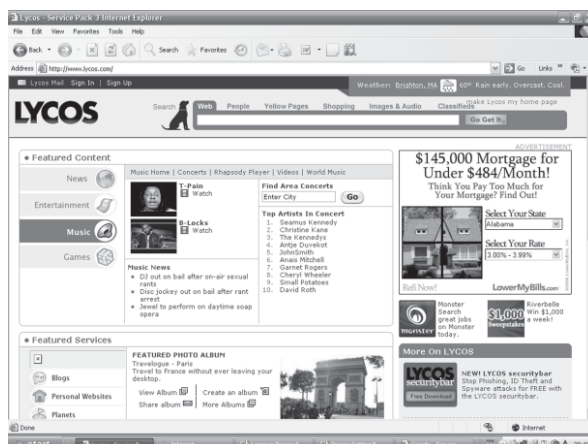 Lycos - Service Pack 3 Internet Explorer
File Edit View Favorites Tools Help
Back Search Favorites
Address http://www.lycos.com/ Go Links
Lycos Mail Sign In | Sign Up
Weather: Brighton, MA 60° Rain early. Overcast. Cool.
make Lycos my home page
LYCOS
Search Web People Yellow Pages Shopping Images & Audio Classifieds
Go Get It
ADVERTISEMENT
Featured Content
News
Entertainment
Music
Games
Music Home | Concerts | Rhapsody Player | Videos | World Music
T-Pain
Watch
B-Locks
Watch
Music News
DJ out on bail after on-air sexual
rants
Disc jockey out on bail after rant
arrest
Jewel to perform on daytime soap
opera
Find Area Concerts
Enter City Go
Top Artists In Concert
1. Seamus Kennedy
2. Christine Kane
3. The Kennedys
4. Antje Duvekot
5. JohnSmith
6. Anais Mitchell
7. Garnet Rogers
8. Cheryl Wheeler
9. Small Potatoes
10. David Roth
$145,000 Mortgage for
Under $484/Month!
Think You Pay Too Much for
Your Mortgage? Find Out!
Select Your State
Alabama
Select Your Rate
3.00% - 3.99%
Refi Now!
LowerMyBills.com
monster
Monster
Search
great jobs
on Monster
today.
$1,000
Sweepstakes
Riverbelle
Win $1,000
a week!
Featured Services
Blogs
Personal Websites
Planets
FEATURED PHOTO ALBUM
Travelogue - Paris
Travel to France without ever leaving your
desktop.
View Album Create an album
Share album More Albums
More On LYCOS
LYCOS
securitybar
Free Download
NEW! LYCOS securitybar
Stop Phishing, ID Theft and
Spyware attacks for FREE with
the LYCOS securitybar.
Done Internet